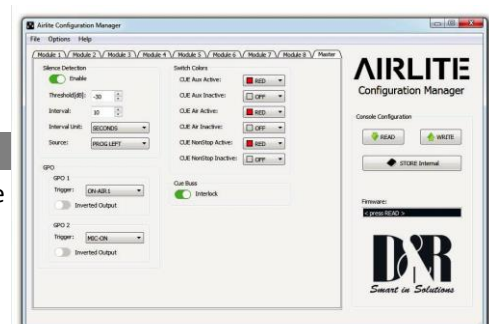 Airlite Configuration Manager
File Options Help
Module 1 Module 2 Module 3 Module 4 Module 5 Module 6 Module 7 Module 8 Master
Silence Detection
Enable
Threshold[dB]: -30
Interval: 10
Interval Unit: SECONDS
Source: PROG LEFT
GPO
GPO 1
Trigger: ON-AIR 1
Inverted Output
GPO 2
Trigger: MIC-ON
Inverted Output
Switch Colors
CUE Aux Active: RED
CUE Aux Inactive: OFF
CUE Air Active: RED
CUE Air Inactive: OFF
CUE NonStop Active: RED
CUE NonStop Inactive: OFF
Cue Buss
Interlock
AIRLITE
Configuration Manager
Console Configuration
READ WRITE
STORE Internal
Firmware:
< press READ >
D&R
Smart in Solutions
e